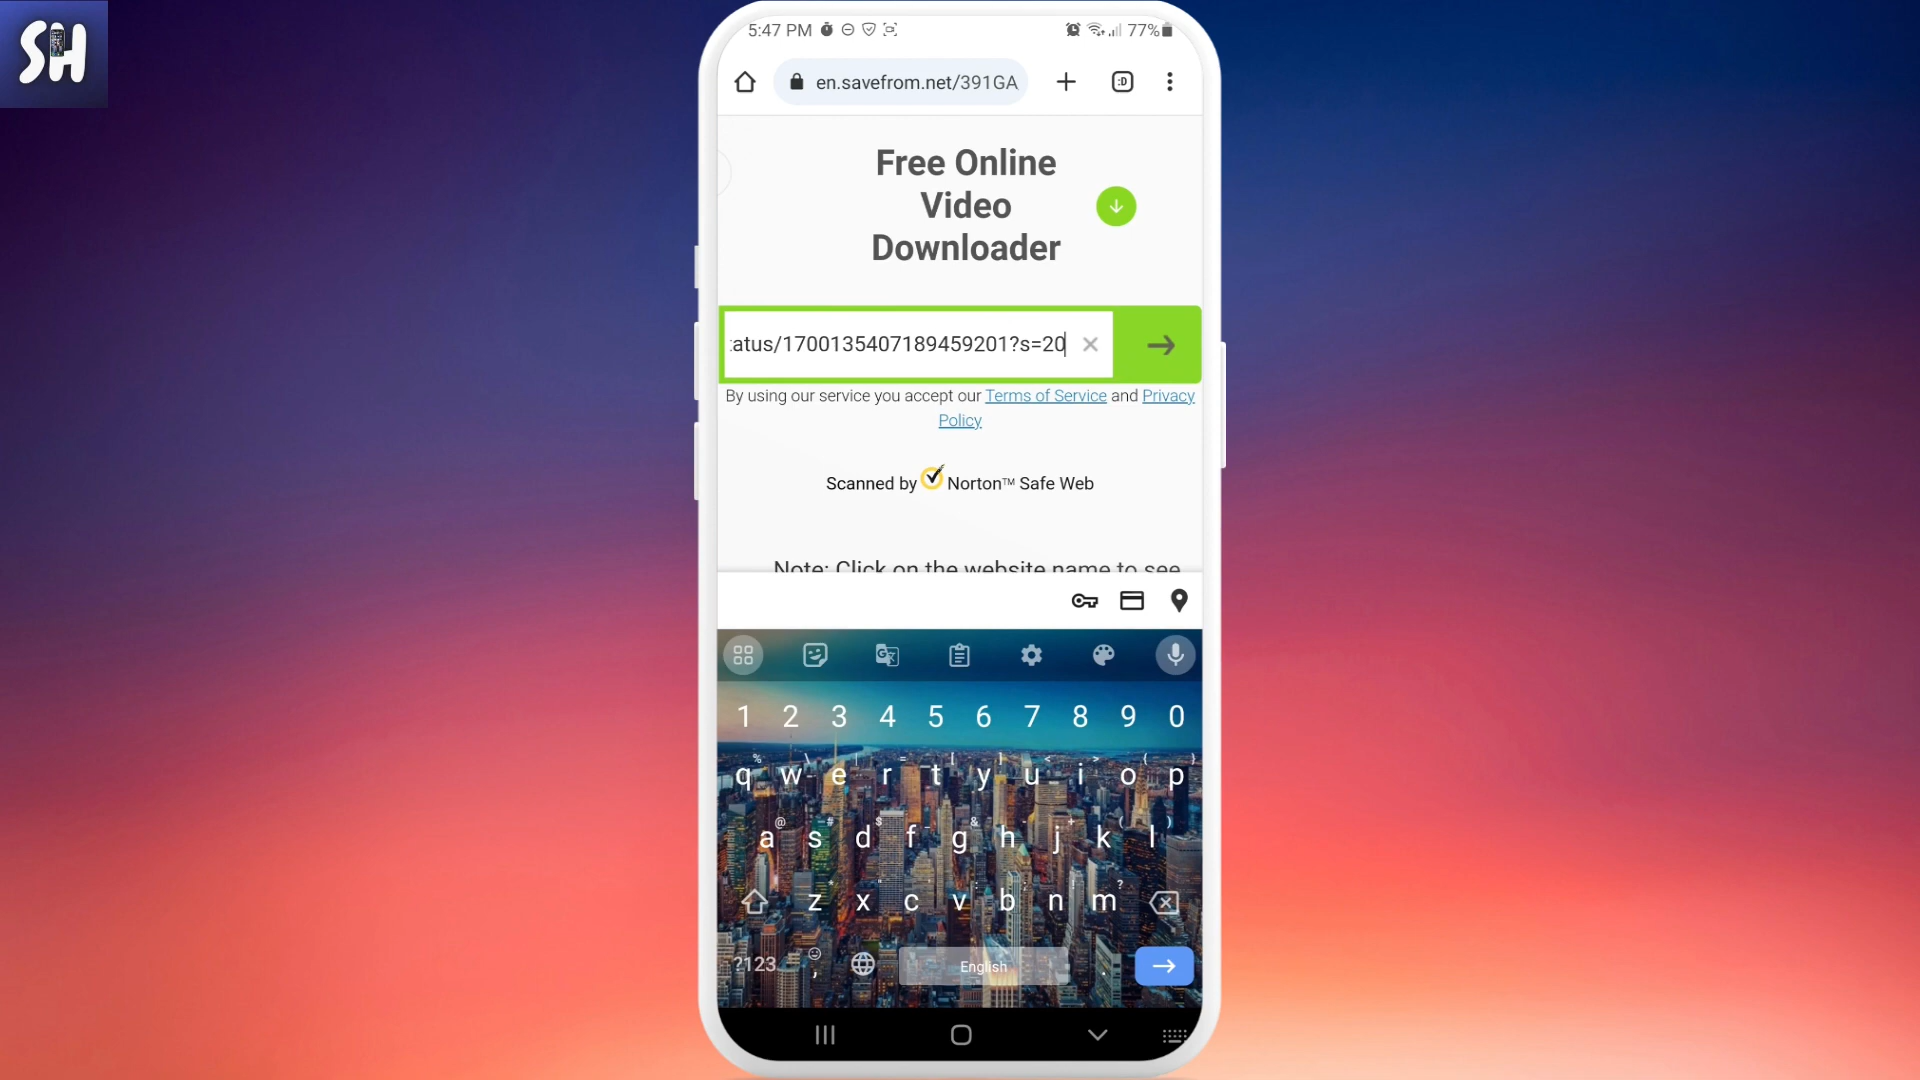 SH
5:47 PM
77%
en.savefrom.net/391GA
:D
Free Online
Video
Downloader
atus/1700135407189459201?s=20
By using our service you accept our Terms of Service and Privacy
Policy
Scanned by Norton™ Safe Web
Note: Click on the website name to see
1 2 3 4 5 6 7 8 9 0
% \ | = [ ] < > { }
q w e r t y u i o p
@ # $ _ & - + ( )
a s d f g h j k l
* " ' : ; ! ?
z x c v b n m
?123 , English .